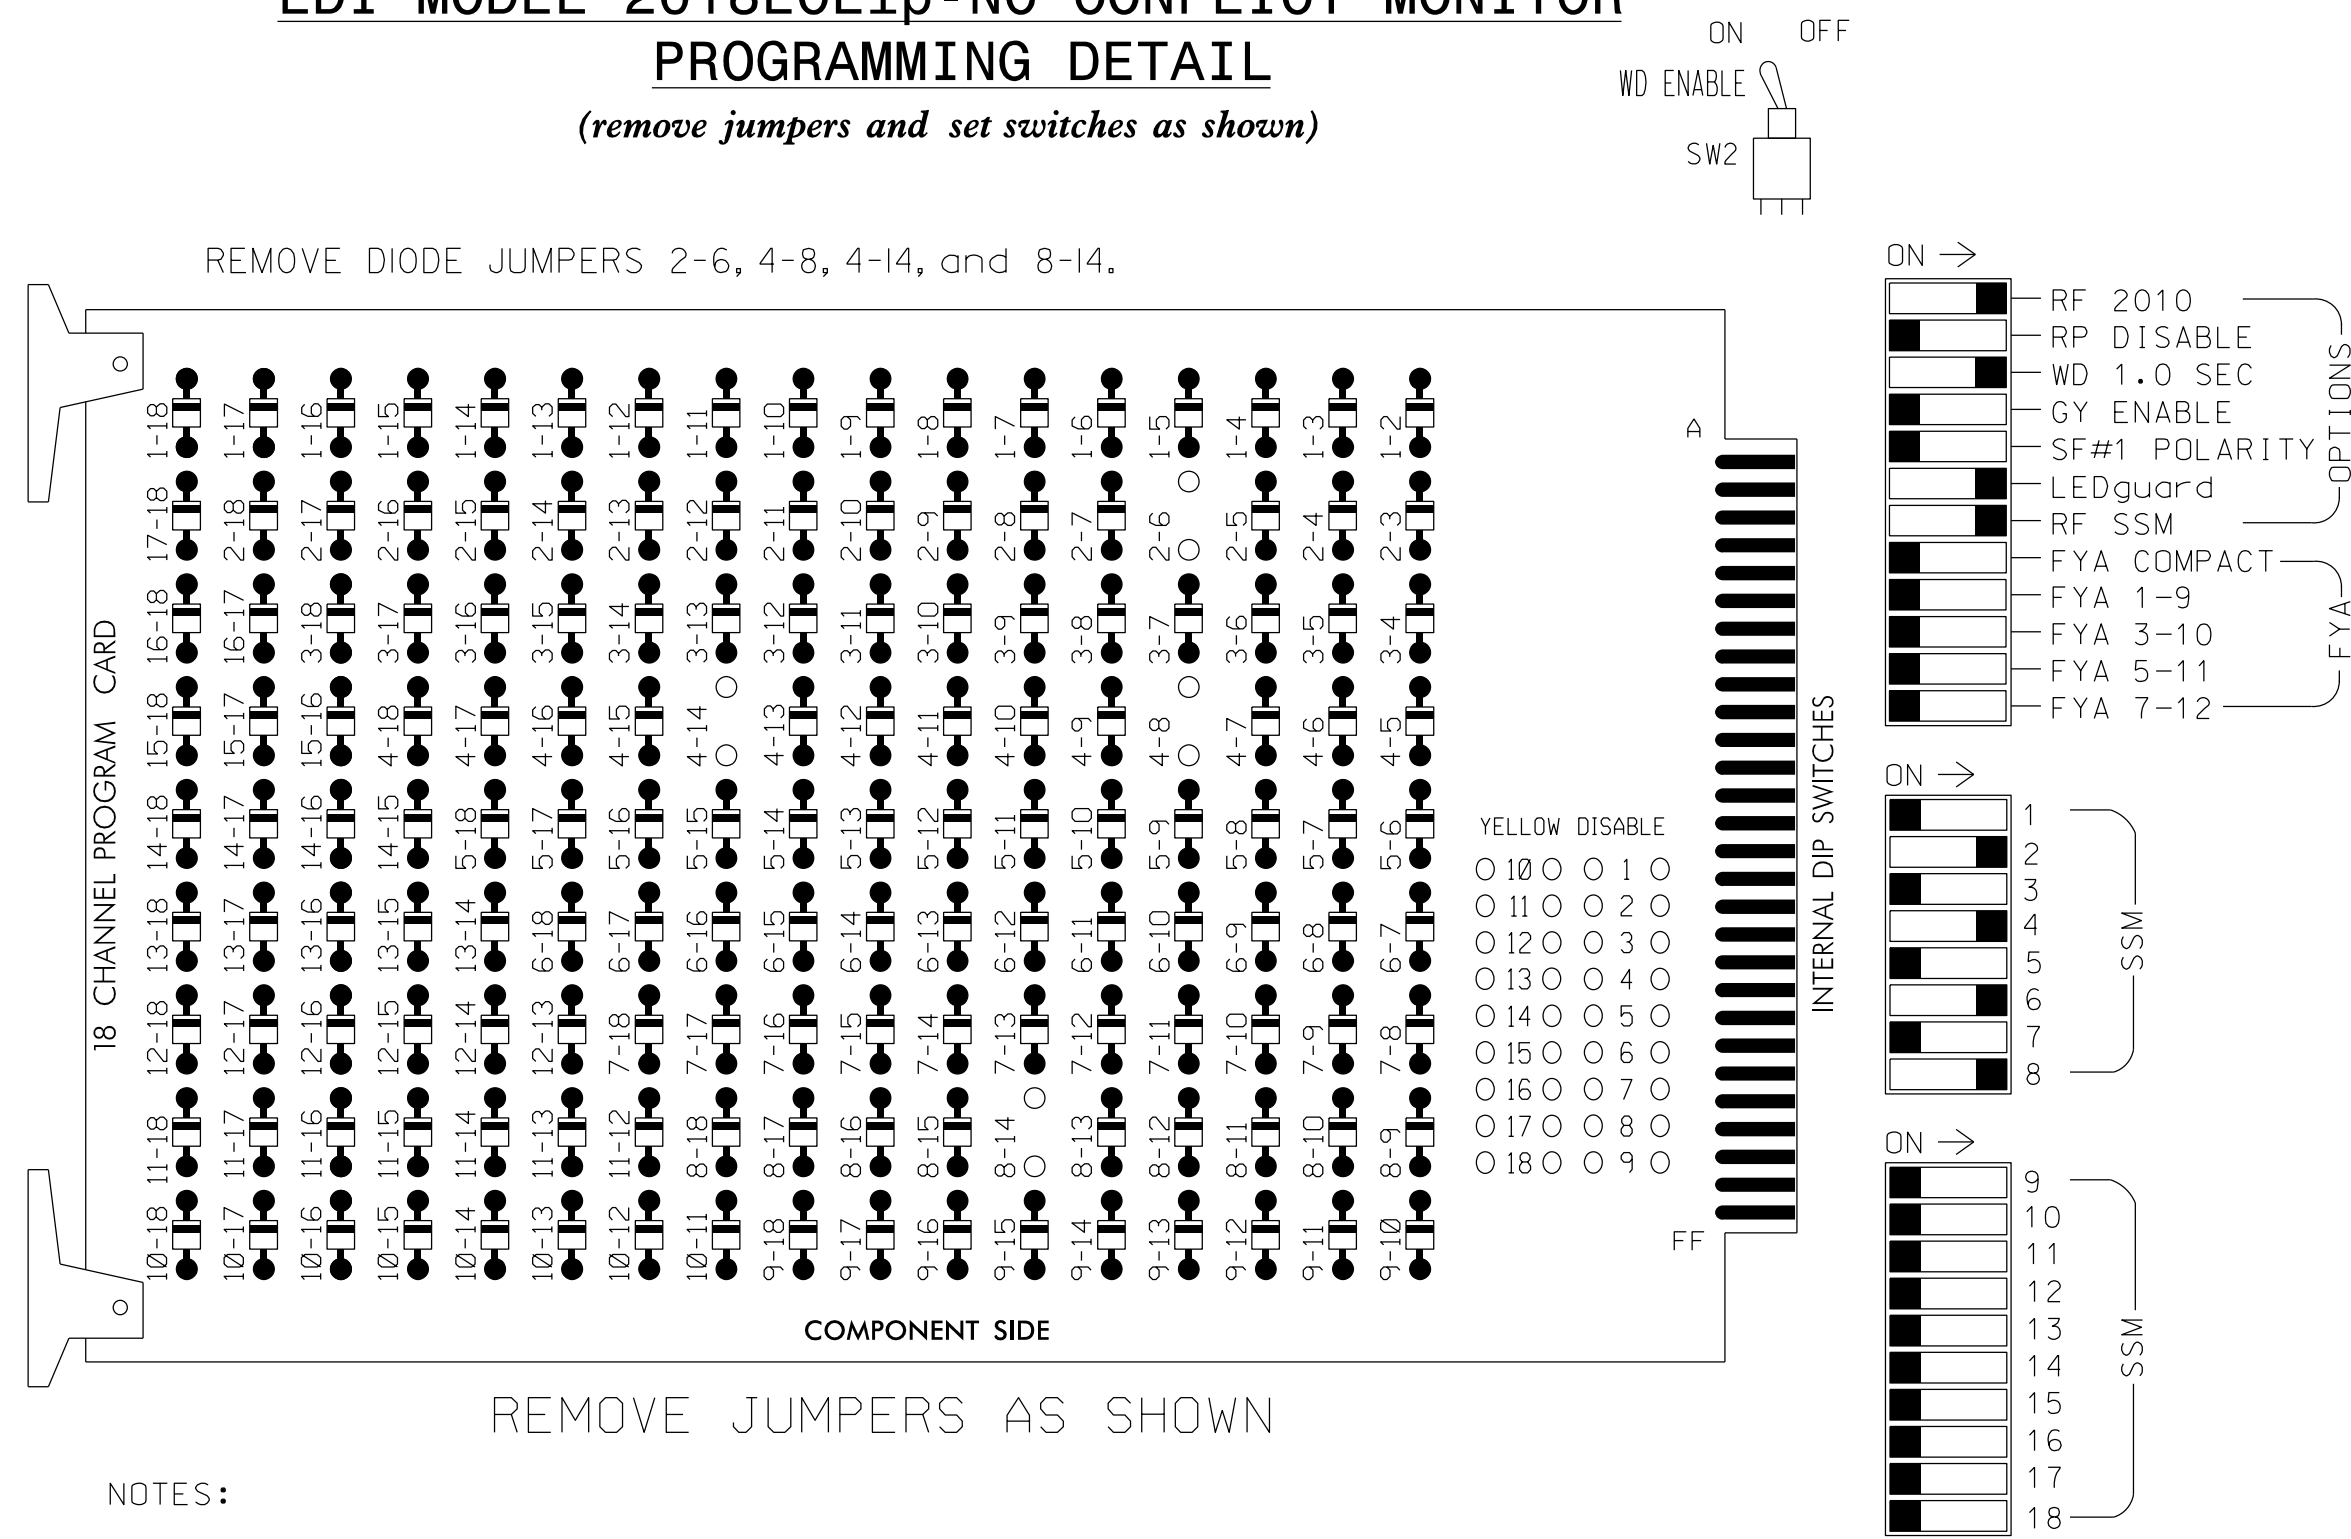 PROGRAMMING DETAIL
(remove jumpers and set switches as shown)
ON OFF
WD ENABLE
SW2
REMOVE DIODE JUMPERS 2-6, 4-8, 4-14, and 8-14.
18 CHANNEL PROGRAM CARD
1-18 1-17 1-16 1-15 1-14 1-13 1-12 1-11 1-10 1-9 1-8 1-7 1-6 1-5 1-4 1-3 1-2
17-18 2-18 2-17 2-16 2-15 2-14 2-13 2-12 2-11 2-10 2-9 2-8 2-7 2-6 2-5 2-4 2-3
16-18 16-17 3-18 3-17 3-16 3-15 3-14 3-13 3-12 3-11 3-10 3-9 3-8 3-7 3-6 3-5 3-4
15-18 15-17 15-16 4-18 4-17 4-16 4-15 4-14 4-13 4-12 4-11 4-10 4-9 4-8 4-7 4-6 4-5
14-18 14-17 14-16 14-15 5-18 5-17 5-16 5-15 5-14 5-13 5-12 5-11 5-10 5-9 5-8 5-7 5-6
13-18 13-17 13-16 13-15 13-14 6-18 6-17 6-16 6-15 6-14 6-13 6-12 6-11 6-10 6-9 6-8 6-7
12-18 12-17 12-16 12-15 12-14 12-13 7-18 7-17 7-16 7-15 7-14 7-13 7-12 7-11 7-10 7-9 7-8
11-18 11-17 11-16 11-15 11-14 11-13 11-12 8-18 8-17 8-16 8-15 8-14 8-13 8-12 8-11 8-10 8-9
10-18 10-17 10-16 10-15 10-14 10-13 10-12 10-11 9-18 9-17 9-16 9-15 9-14 9-13 9-12 9-11 9-10
A
YELLOW DISABLE
10 1
11 2
12 3
13 4
14 5
15 6
16 7
17 8
18 9
FF
COMPONENT SIDE
REMOVE JUMPERS AS SHOWN
NOTES:
INTERNAL DIP SWITCHES
ON →
RF 2010
RP DISABLE
WD 1.0 SEC
GY ENABLE
SF#1 POLARITY
LEDguard
RF SSM
OPTIONS
FYA COMPACT
FYA 1-9
FYA 3-10
FYA 5-11
FYA 7-12
FYA
ON →
1
2
3
4
5
6
7
8
SSM
ON →
9
10
11
12
13
14
15
16
17
18
SSM